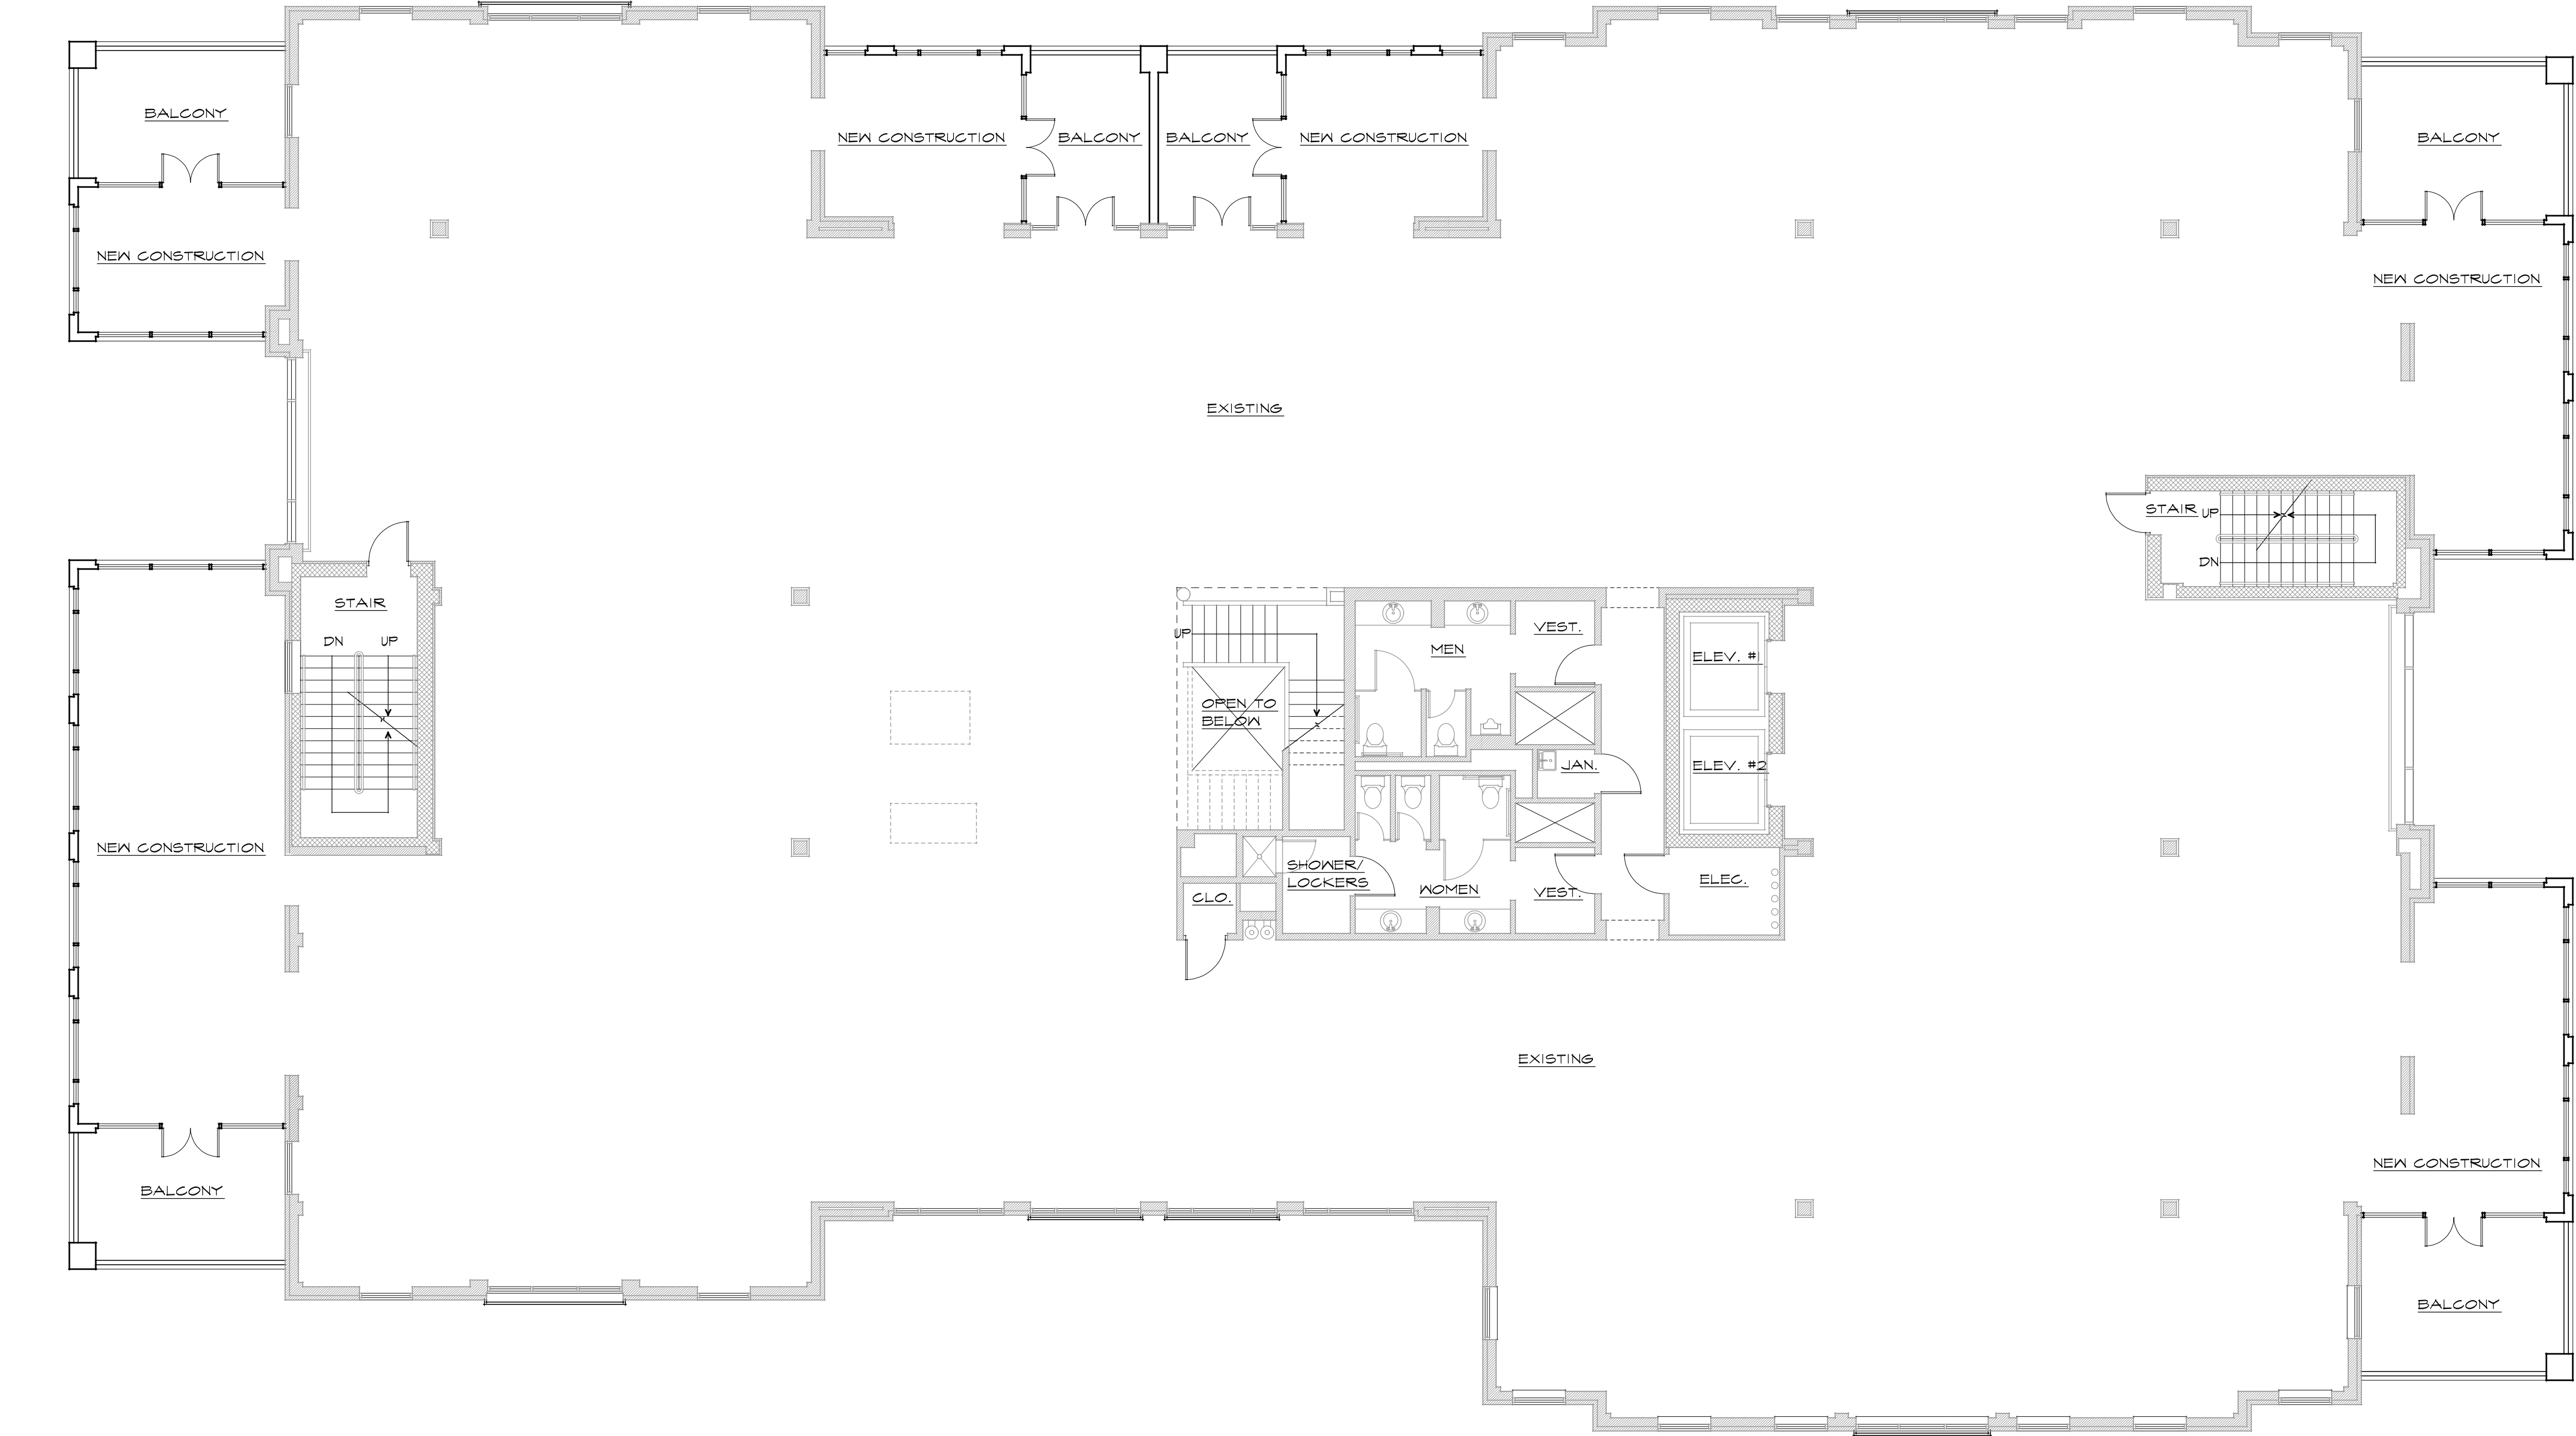 BALCONY
NEW CONSTRUCTION
BALCONY
BALCONY
NEW CONSTRUCTION
BALCONY
NEW CONSTRUCTION
NEW CONSTRUCTION
EXISTING
STAIR
UP
DN
STAIR
DN
UP
UP
MEN
VEST.
ELEV. #1
OPEN TO
BELOW
JAN.
ELEV. #2
NEW CONSTRUCTION
SHOWER/
LOCKERS
WOMEN
VEST.
ELEC.
CLO.
EXISTING
NEW CONSTRUCTION
BALCONY
BALCONY